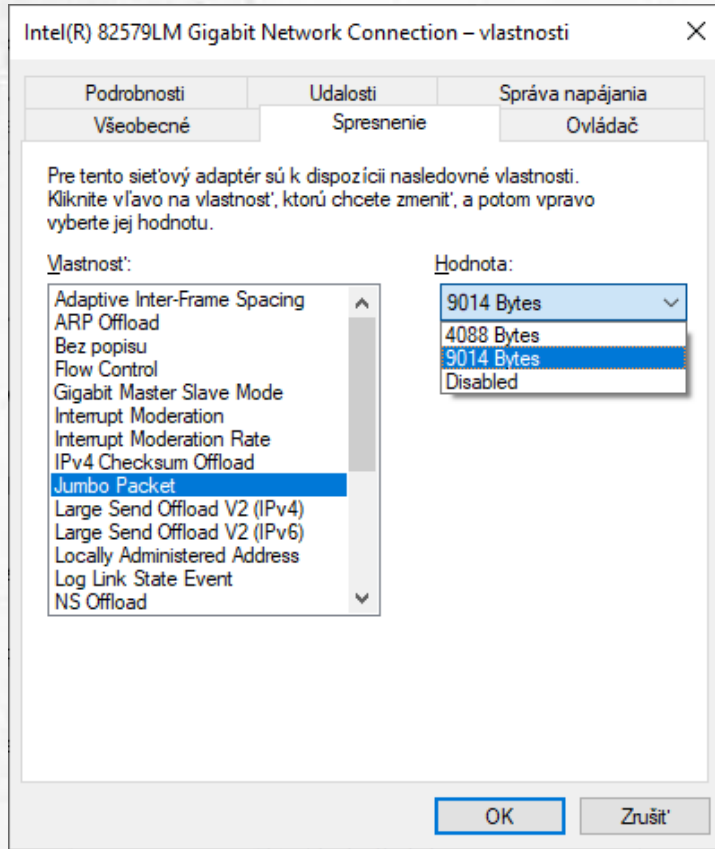 Intel(R) 82579LM Gigabit Network Connection – vlastnosti
Podrobnosti
Udalosti
Správa napájania
Všeobecné
Spresnenie
Ovládač
Pre tento sieťový adaptér sú k dispozícii nasledovné vlastnosti.
Kliknite vľavo na vlastnosť, ktorú chcete zmeniť, a potom vpravo
vyberte jej hodnotu.
Vlastnosť:
Adaptive Inter-Frame Spacing
ARP Offload
Bez popisu
Flow Control
Gigabit Master Slave Mode
Interrupt Moderation
Interrupt Moderation Rate
IPv4 Checksum Offload
Jumbo Packet
Large Send Offload V2 (IPv4)
Large Send Offload V2 (IPv6)
Locally Administered Address
Log Link State Event
NS Offload
Hodnota:
9014 Bytes
4088 Bytes
9014 Bytes
Disabled
OK
Zrušiť